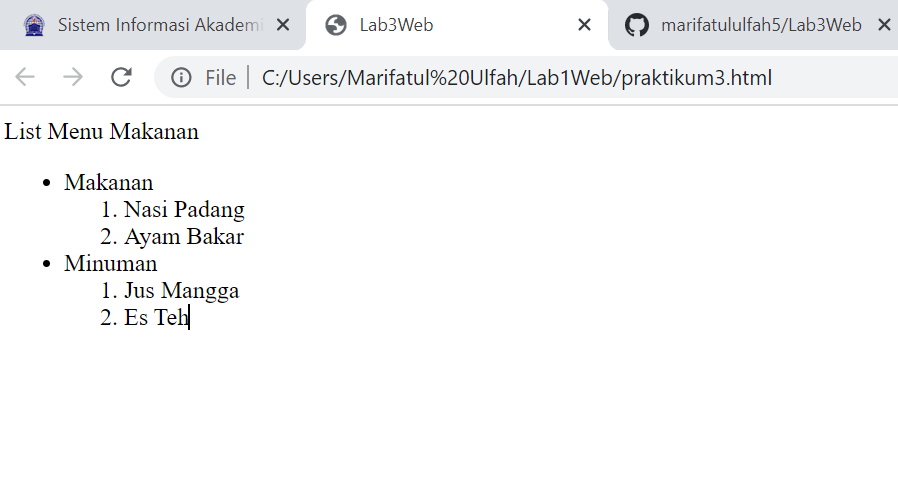 Sistem Informasi Akademi
Lab3Web
marifatululfah5/Lab3Web
File
C:/Users/Marifatul%20Ulfah/Lab1Web/praktikum3.html
List Menu Makanan
• Makanan
1. Nasi Padang
2. Ayam Bakar
• Minuman
1. Jus Mangga
2. Es Teh